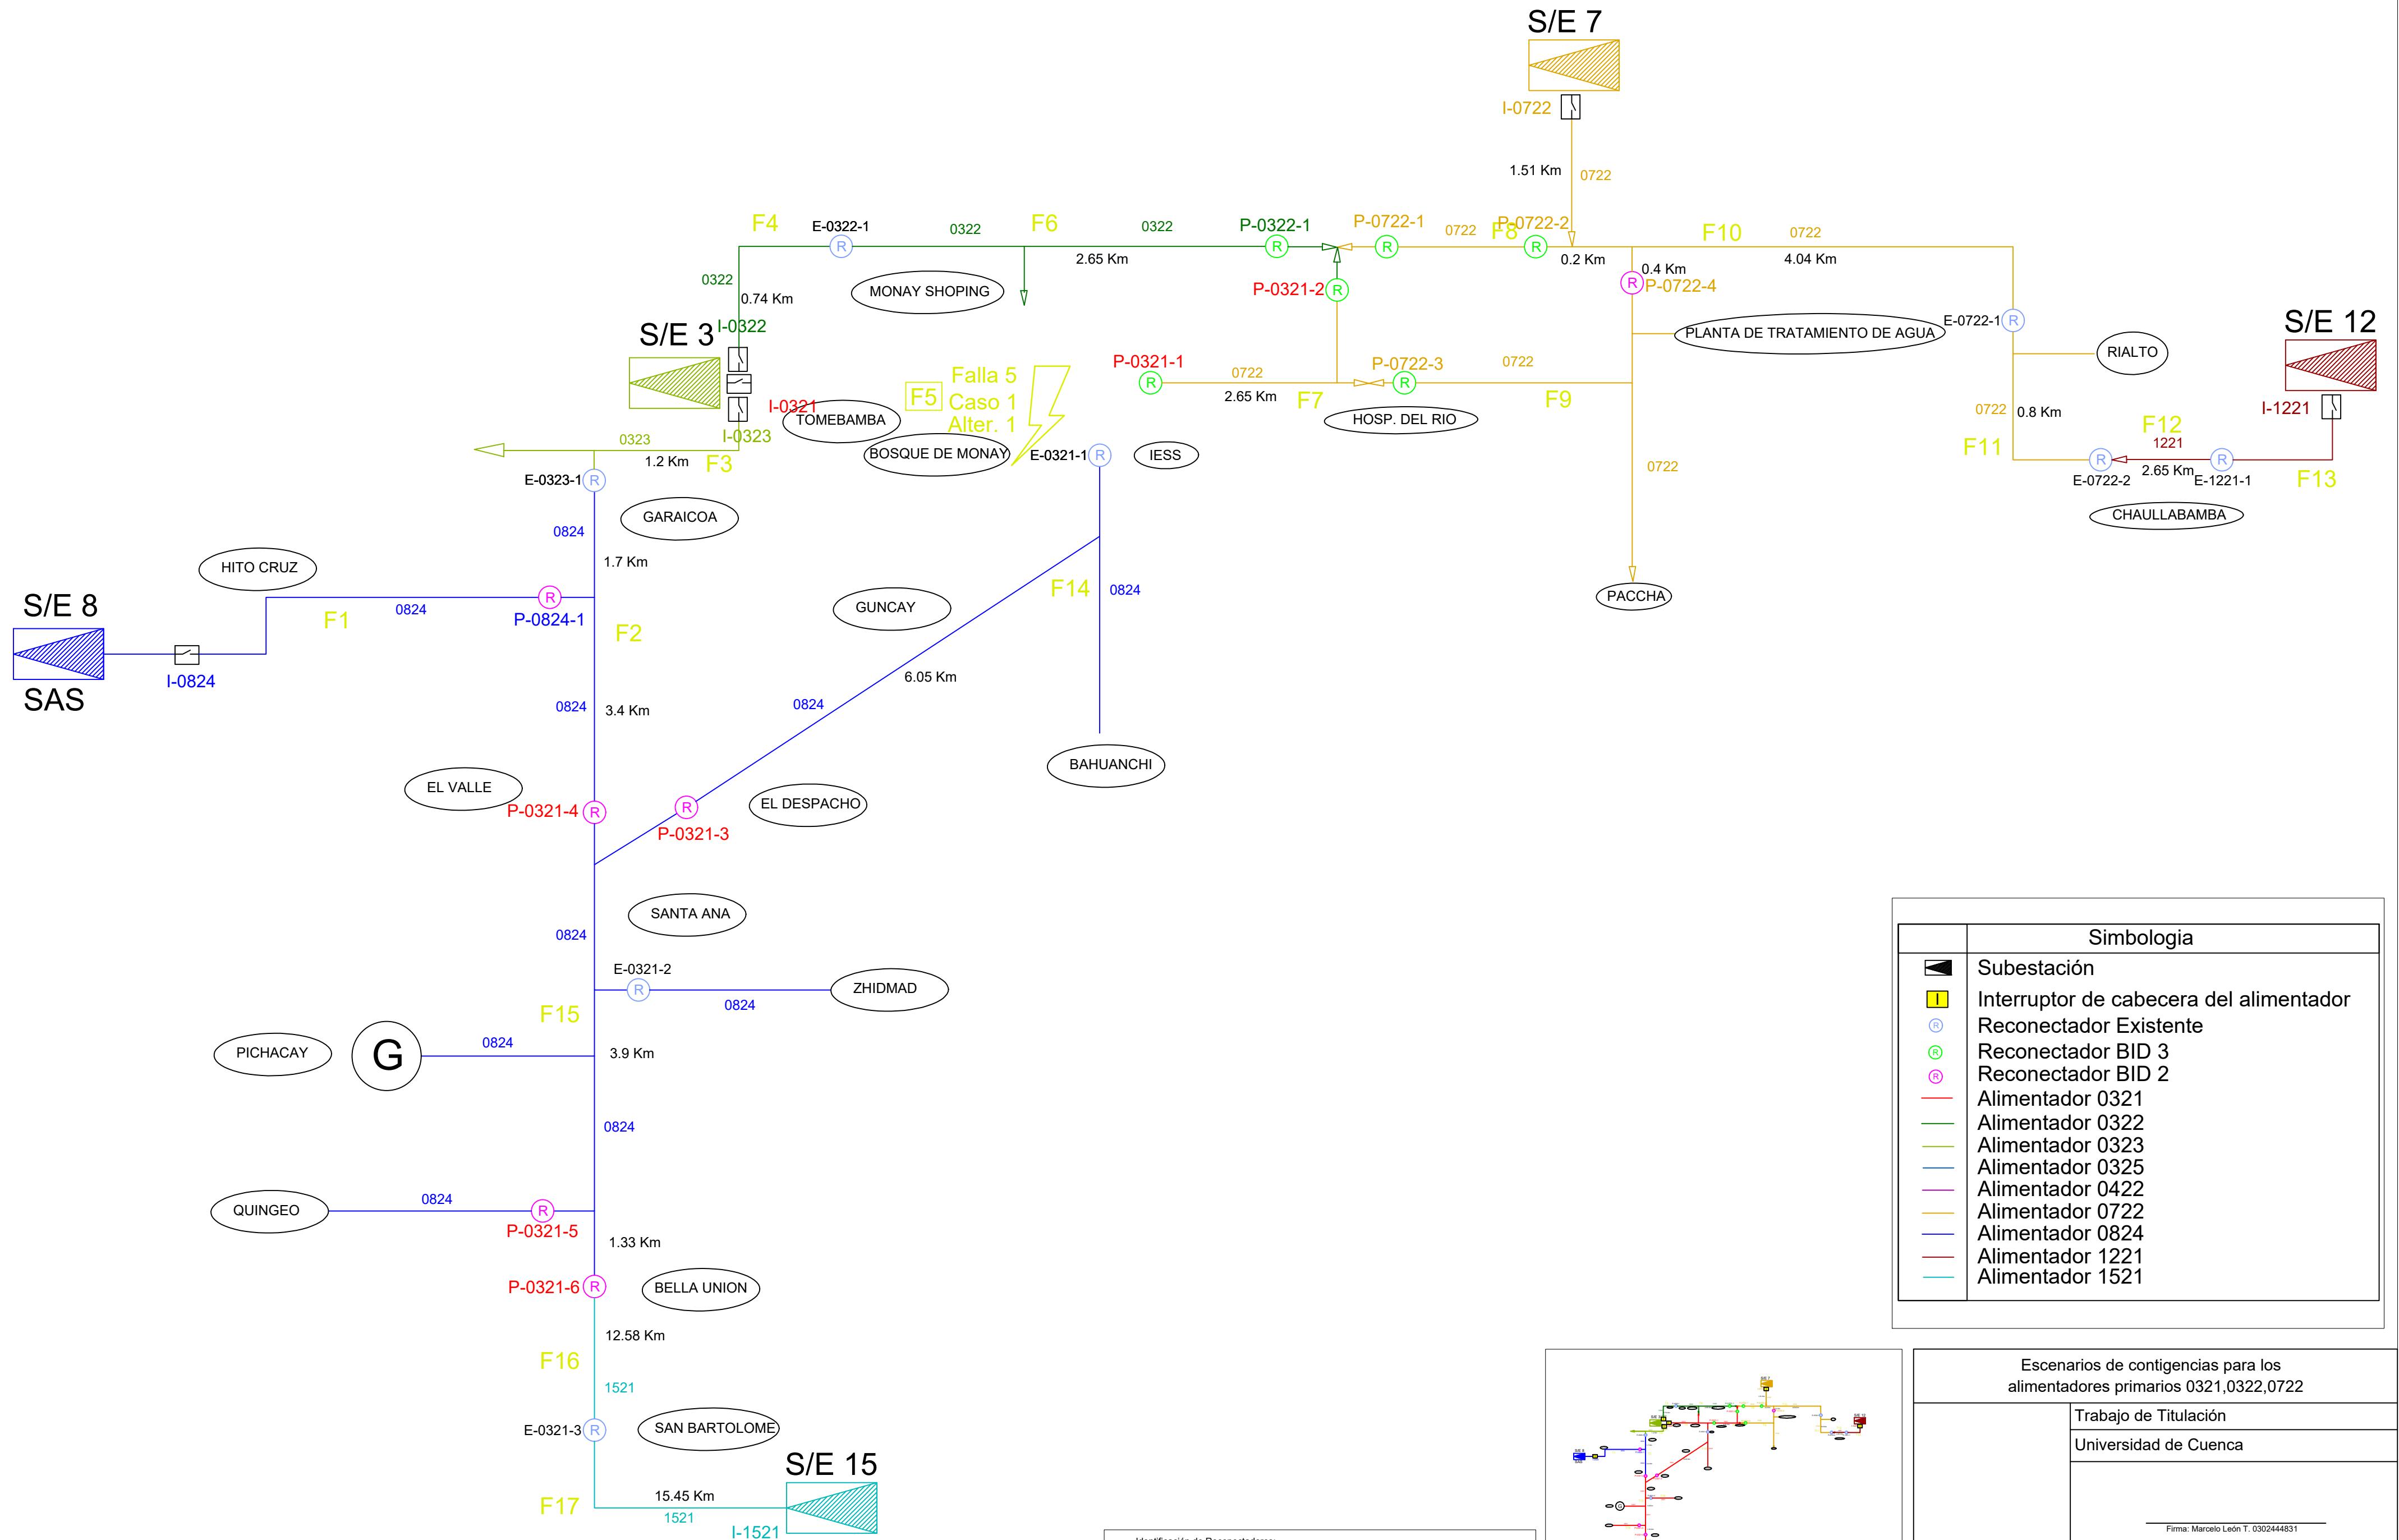 S/E 7
I-0722
1.51 Km
0722
F4
E-0322-1
R
0322
F6
0322
P-0322-1
R
P-0722-1
R
0722
P-0722-2
F8
R
F10
0722
2.65 Km
0.2 Km
0.4 Km
4.04 Km
0322
0.74 Km
MONAY SHOPING
P-0321-2
R
R
P-0722-4
S/E 3
I-0322
PLANTA DE TRATAMIENTO DE AGUA
E-0722-1
R
S/E 12
RIALTO
Falla 5
F5
Caso 1
Alter. 1
P-0321-1
R
0722
2.65 Km
F7
P-0722-3
R
0722
F9
I-0321
TOMEBAMBA
HOSP. DEL RIO
0722
0.8 Km
I-1221
I-0323
0323
1.2 Km
F3
BOSQUE DE MONAY
E-0321-1
R
IESS
0722
F11
F12
1221
R
2.65 Km
R
E-0722-2
E-1221-1
F13
E-0323-1
R
GARAICOA
CHAULLABAMBA
0824
1.7 Km
HITO CRUZ
S/E 8
F1
0824
R
P-0824-1
F2
GUNCAY
F14
0824
PACCHA
I-0824
SAS
0824
3.4 Km
6.05 Km
0824
BAHUANCHI
EL VALLE
P-0321-4
R
R
P-0321-3
EL DESPACHO
SANTA ANA
0824
E-0321-2
R
0824
ZHIDMAD
F15
PICHACAY
G
0824
3.9 Km
0824
QUINGEO
0824
R
P-0321-5
1.33 Km
P-0321-6
R
BELLA UNION
12.58 Km
F16
1521
E-0321-3
R
SAN BARTOLOME
S/E 15
F17
15.45 Km
1521
I-1521
Simbologia
Subestación
I
Interruptor de cabecera del alimentador
R
Reconectador Existente
R
Reconectador BID 3
R
Reconectador BID 2
Alimentador 0321
Alimentador 0322
Alimentador 0323
Alimentador 0325
Alimentador 0422
Alimentador 0722
Alimentador 0824
Alimentador 1221
Alimentador 1521
Escenarios de contigencias para los
alimentadores primarios 0321,0322,0722
Trabajo de Titulación
Universidad de Cuenca
Firma: Marcelo León T. 0302444831